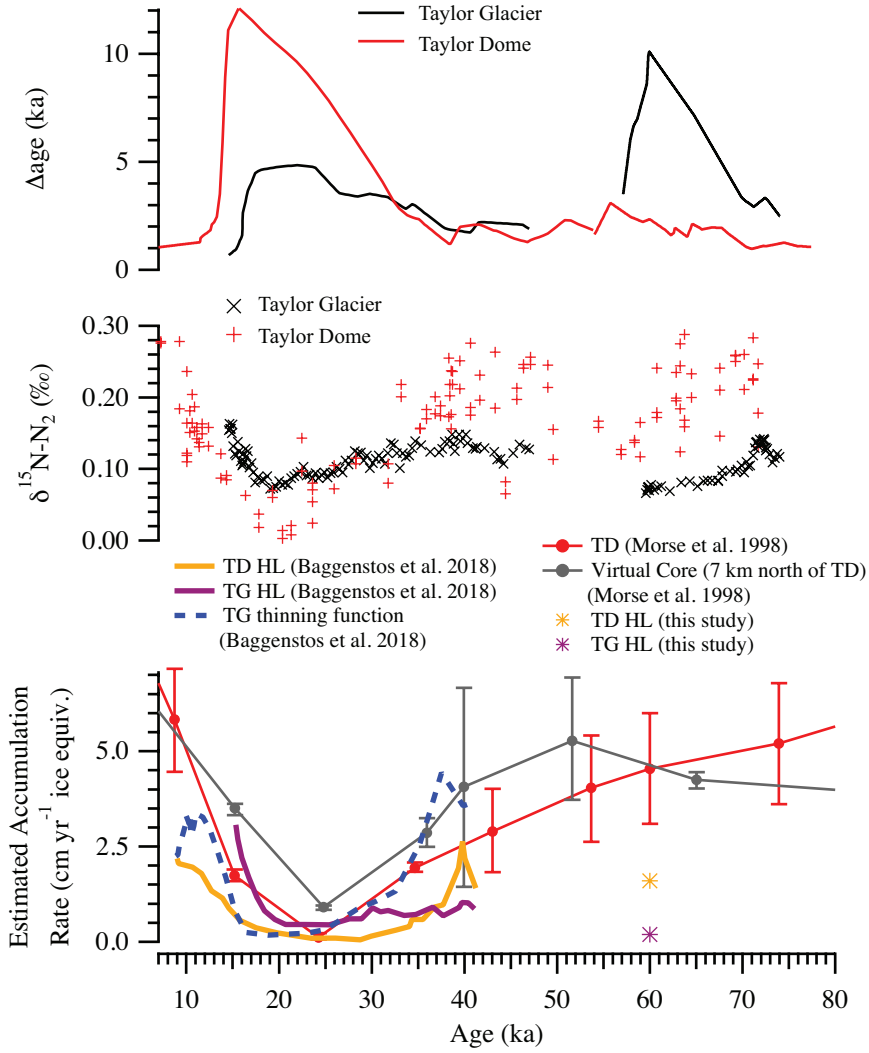 Taylor Glacier
Taylor Dome
10
5
0
Δage (ka)
Taylor Glacier
Taylor Dome
0.30
0.20
0.10
0.00
δ¹⁵N-N₂ (‰)
TD HL (Baggenstos et al. 2018)
TG HL (Baggenstos et al. 2018)
TG thinning function
(Baggenstos et al. 2018)
TD (Morse et al. 1998)
Virtual Core (7 km north of TD)
(Morse et al. 1998)
TD HL (this study)
TG HL (this study)
5.0
2.5
0.0
Estimated Accumulation
Rate (cm yr⁻¹ ice equiv.)
10 20 30 40 50 60 70 80
Age (ka)